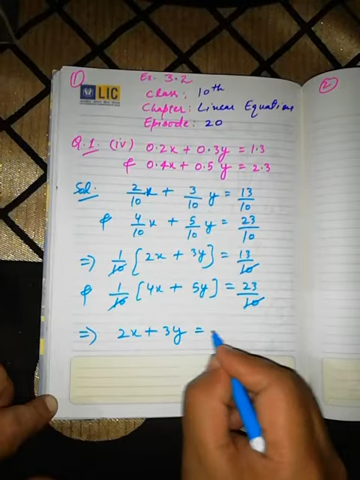 ①
Ex: 3.2
②
LIC
Class: 10th
Chapter: Linear Equations
Episode: 20
Q.1 (iv) 0.2x + 0.3y = 1.3
& 0.4x + 0.5y = 2.3
Sol. 2/10 x + 3/10 y = 13/10
& 4/10 x + 5/10 y = 23/10
⇒ 1/10 [2x + 3y] = 13/10
& 1/10 [4x + 5y] = 23/10
⇒ 2x + 3y =